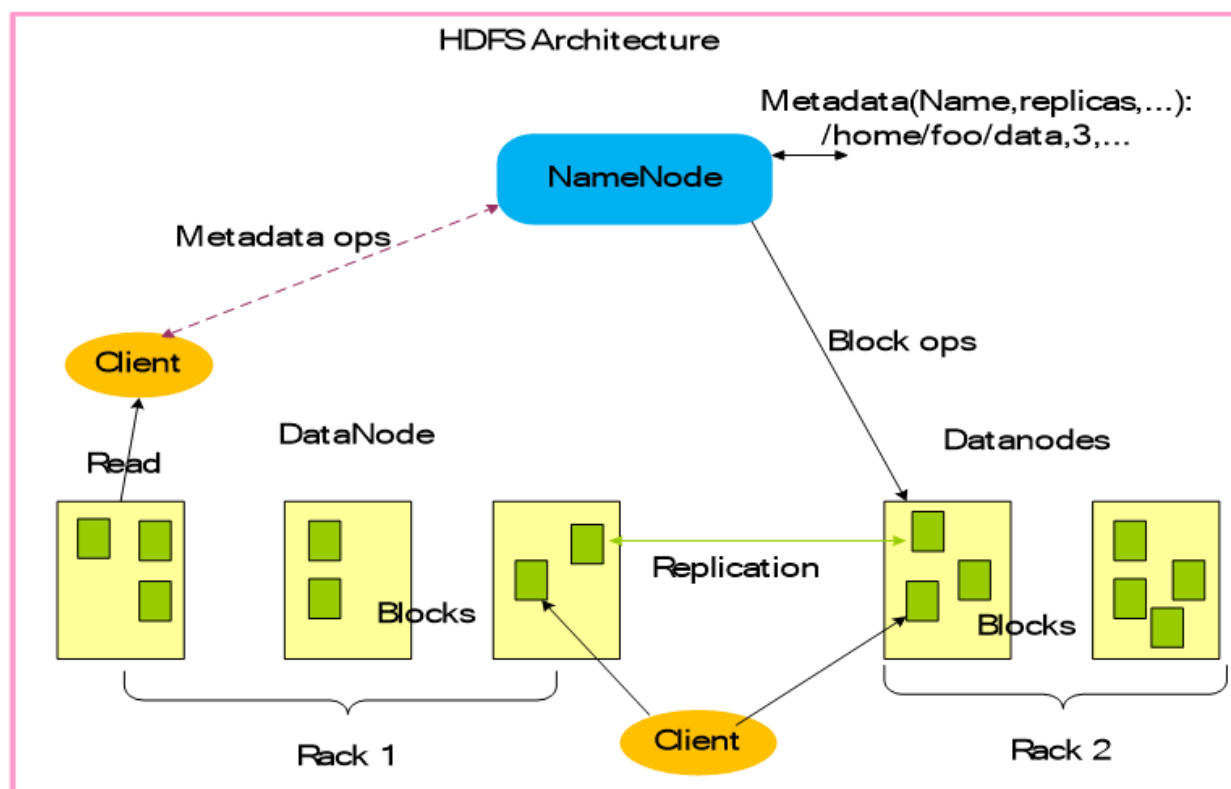 HDFS Architecture
Metadata(Name,replicas,...):
/home/foo/data,3,...
NameNode
Metadata ops
Block ops
Client
DataNode
Datanodes
Read
Replication
Blocks
Blocks
Client
Rack 1
Rack 2